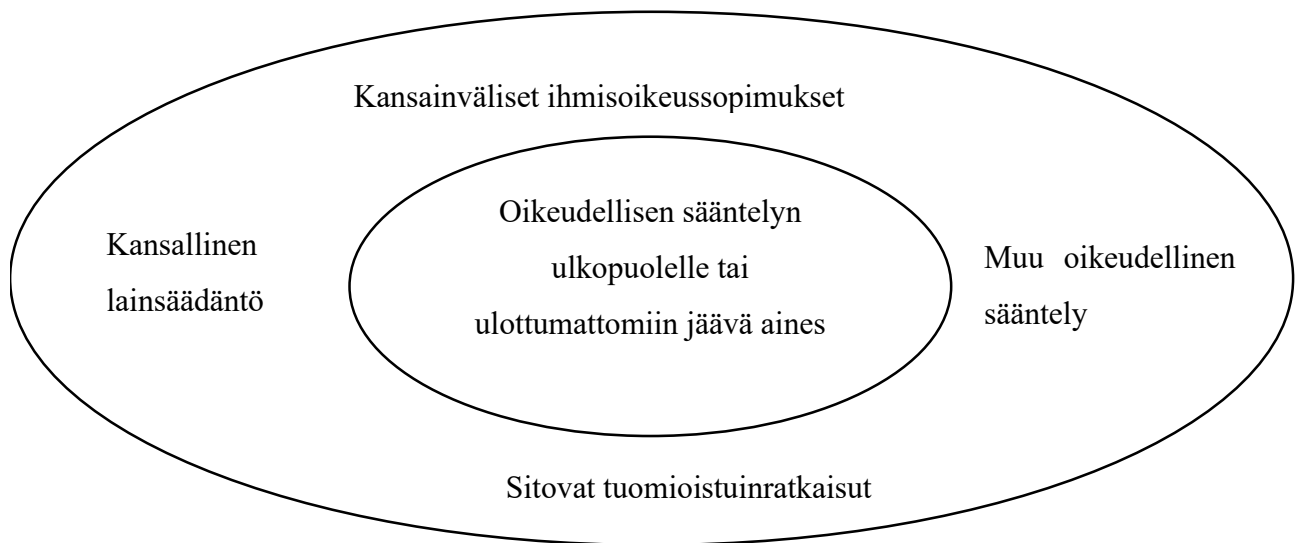 Kansainväliset ihmisoikeussopimukset
Oikeudellisen sääntelyn
ulkopuolelle tai
ulottumattomiin jäävä aines
Kansallinen
lainsäädäntö
Muu oikeudellinen
sääntely
Sitovat tuomioistuinratkaisut